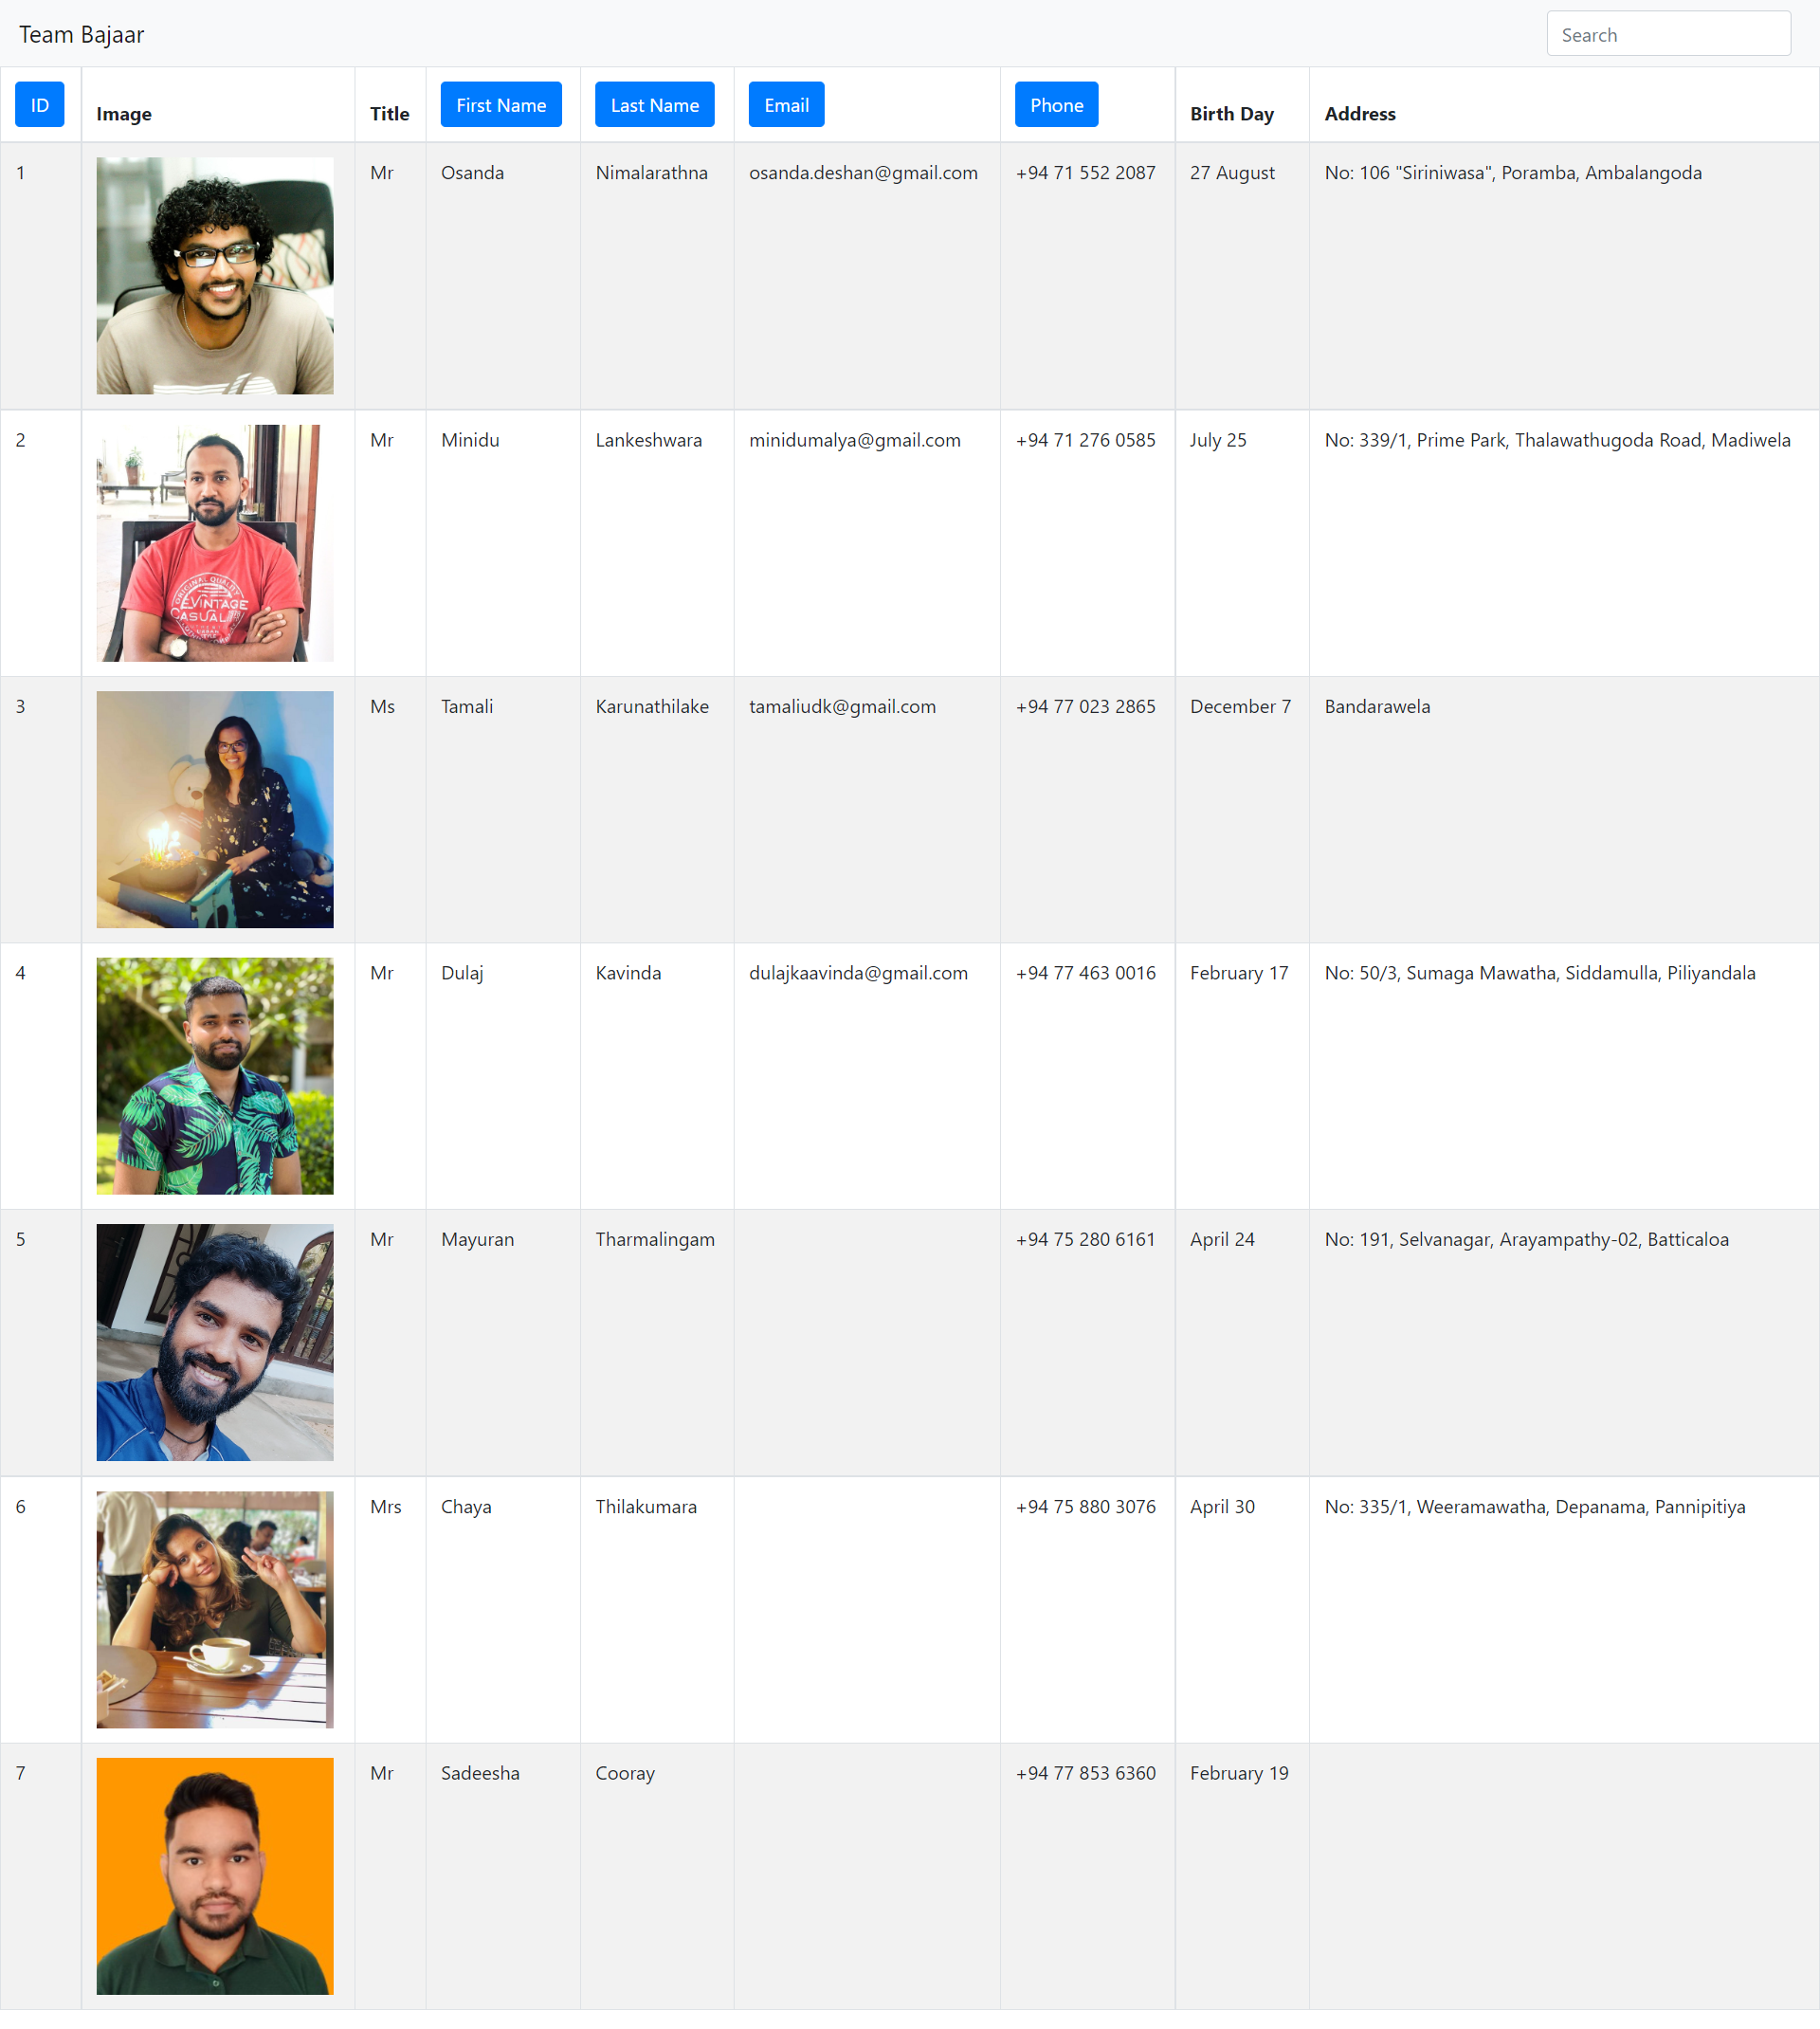 Team Bajaar
Search
ID Image Title First Name Last Name Email Phone Birth Day Address
1 Mr Osanda Nimalarathna osanda.deshan@gmail.com +94 71 552 2087 27 August No: 106 "Siriniwasa", Poramba, Ambalangoda
2 Mr Minidu Lankeshwara minidumalya@gmail.com +94 71 276 0585 July 25 No: 339/1, Prime Park, Thalawathugoda Road, Madiwela
ORIGINAL QUALITY
VINTAGE
CASUAL
URBAN
3 Ms Tamali Karunathilake tamaliudk@gmail.com +94 77 023 2865 December 7 Bandarawela
4 Mr Dulaj Kavinda dulajkaavinda@gmail.com +94 77 463 0016 February 17 No: 50/3, Sumaga Mawatha, Siddamulla, Piliyandala
5 Mr Mayuran Tharmalingam +94 75 280 6161 April 24 No: 191, Selvanagar, Arayampathy-02, Batticaloa
6 Mrs Chaya Thilakumara +94 75 880 3076 April 30 No: 335/1, Weeramawatha, Depanama, Pannipitiya
7 Mr Sadeesha Cooray +94 77 853 6360 February 19